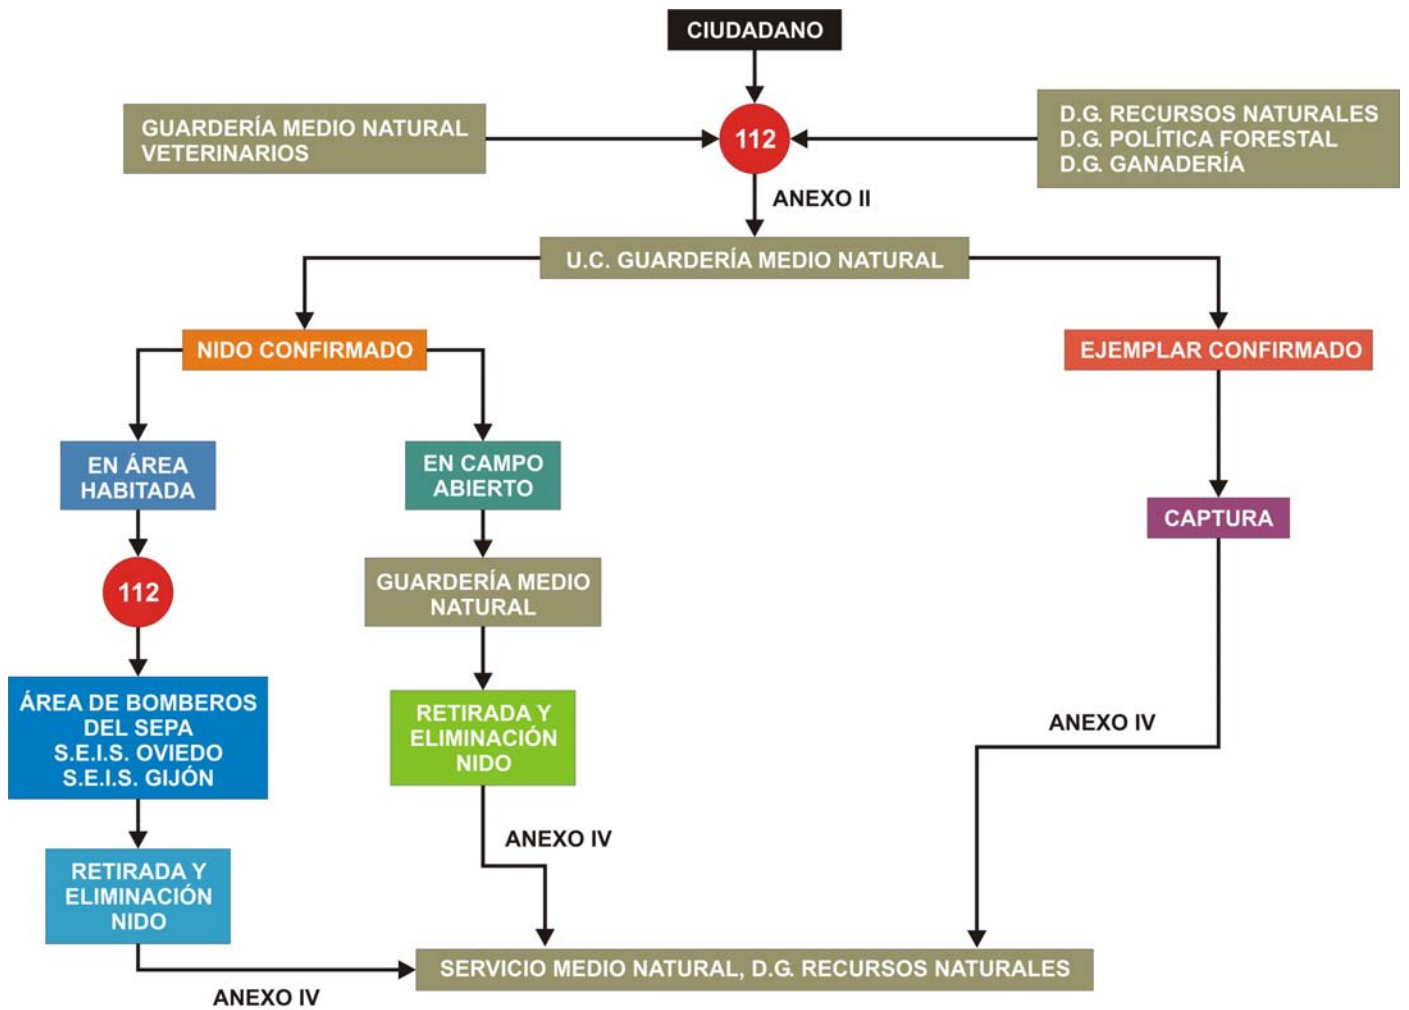 CIUDADANO
GUARDERÍA MEDIO NATURAL
VETERINARIOS
112
D.G. RECURSOS NATURALES
D.G. POLÍTICA FORESTAL
D.G. GANADERÍA
ANEXO II
U.C. GUARDERÍA MEDIO NATURAL
NIDO CONFIRMADO
EJEMPLAR CONFIRMADO
EN ÁREA
HABITADA
EN CAMPO
ABIERTO
CAPTURA
112
GUARDERÍA MEDIO
NATURAL
ÁREA DE BOMBEROS
DEL SEPA
S.E.I.S. OVIEDO
S.E.I.S. GIJÓN
RETIRADA Y
ELIMINACIÓN
NIDO
ANEXO IV
ANEXO IV
RETIRADA Y
ELIMINACIÓN
NIDO
SERVICIO MEDIO NATURAL, D.G. RECURSOS NATURALES
ANEXO IV